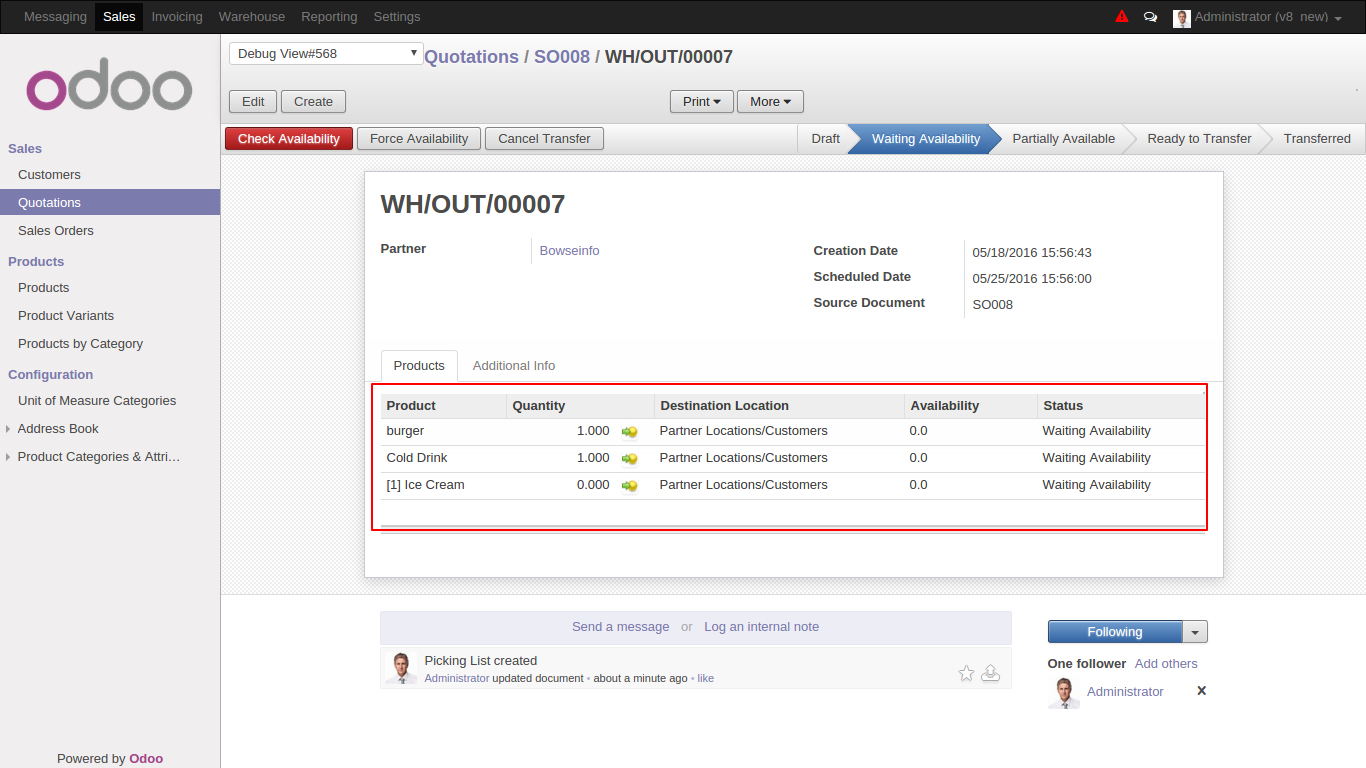 Messaging Sales Invoicing Warehouse Reporting Settings Administrator (v8_new)
Debug View#568 Quotations / SO008 / WH/OUT/00007
odoo
Edit Create Print More
Check Availability Force Availability Cancel Transfer Draft Waiting Availability Partially Available Ready to Transfer Transferred
Sales
Customers
Quotations
Sales Orders
Products
Products
Product Variants
Products by Category
Configuration
Unit of Measure Categories
Address Book
Product Categories & Attri…
Powered by Odoo
WH/OUT/00007
Partner Bowseinfo
Creation Date 05/18/2016 15:56:43
Scheduled Date 05/25/2016 15:56:00
Source Document SO008
Products Additional Info
Product Quantity Destination Location Availability Status
burger 1.000 Partner Locations/Customers 0.0 Waiting Availability
Cold Drink 1.000 Partner Locations/Customers 0.0 Waiting Availability
[1] Ice Cream 0.000 Partner Locations/Customers 0.0 Waiting Availability
Send a message or Log an internal note
Picking List created
Administrator updated document • about a minute ago • like
Following
One follower Add others
Administrator X